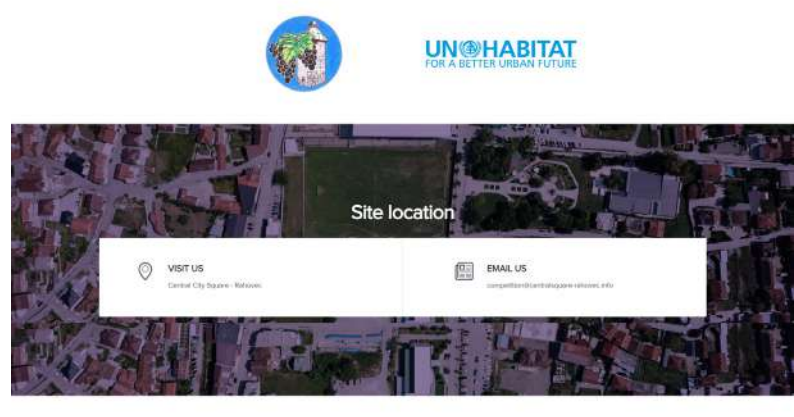 UN HABITAT
FOR A BETTER URBAN FUTURE
Site location
VISIT US
Central City Square - Rahovec
EMAIL US
competition@centralsquare-rahovec.info